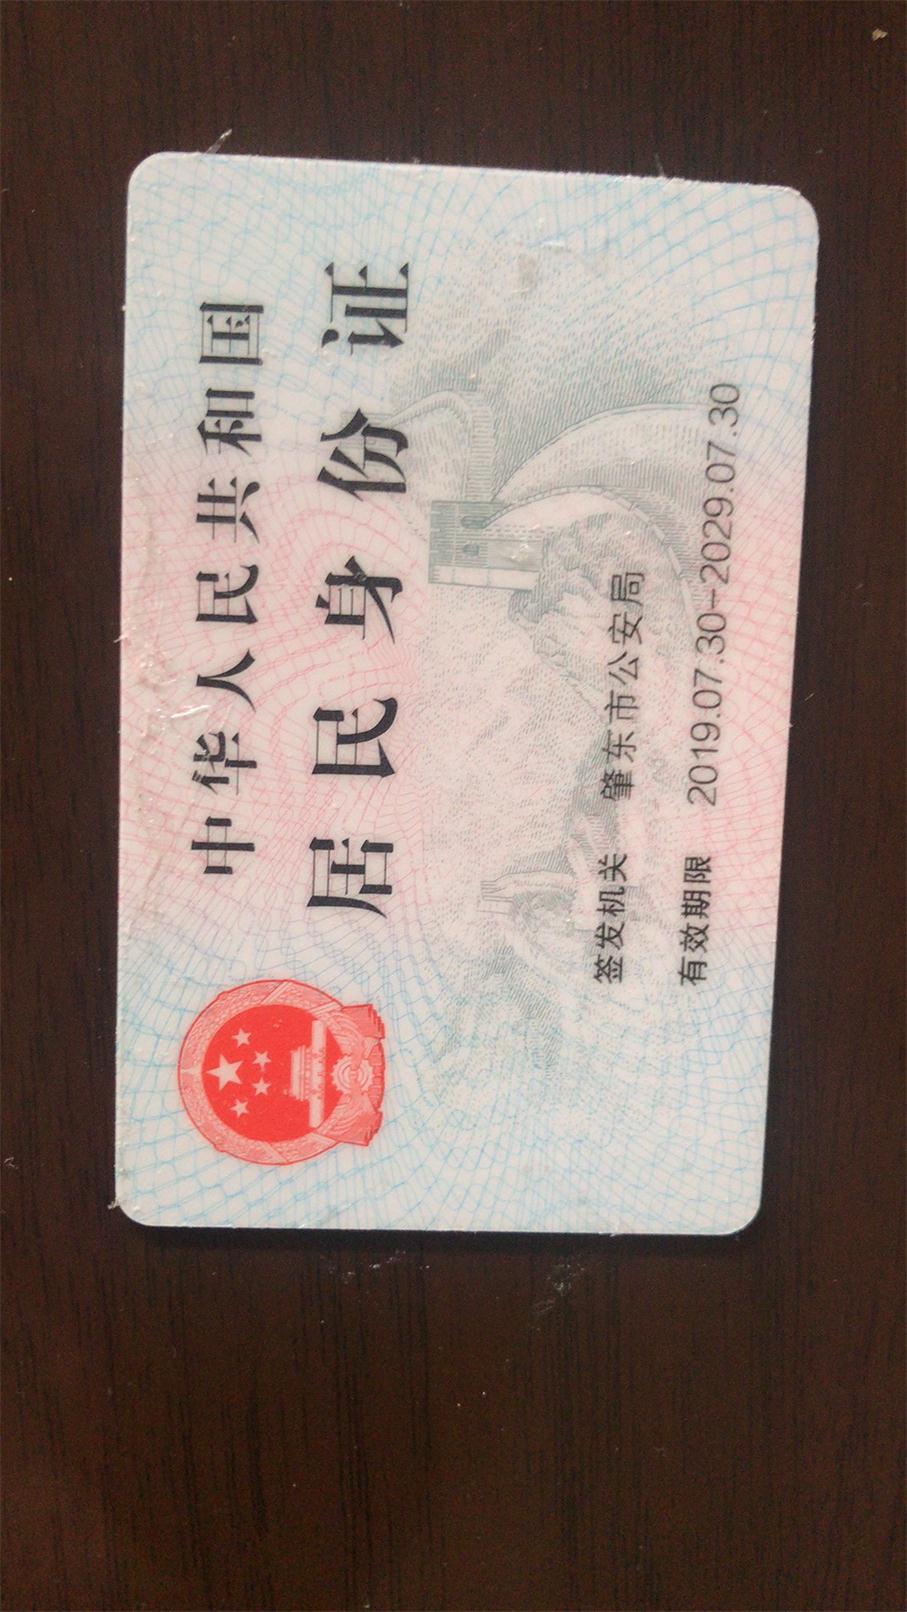 中华人民共和国
居民身份证
签发机关 肇东市公安局
有效期限 2019.07.30-2029.07.30